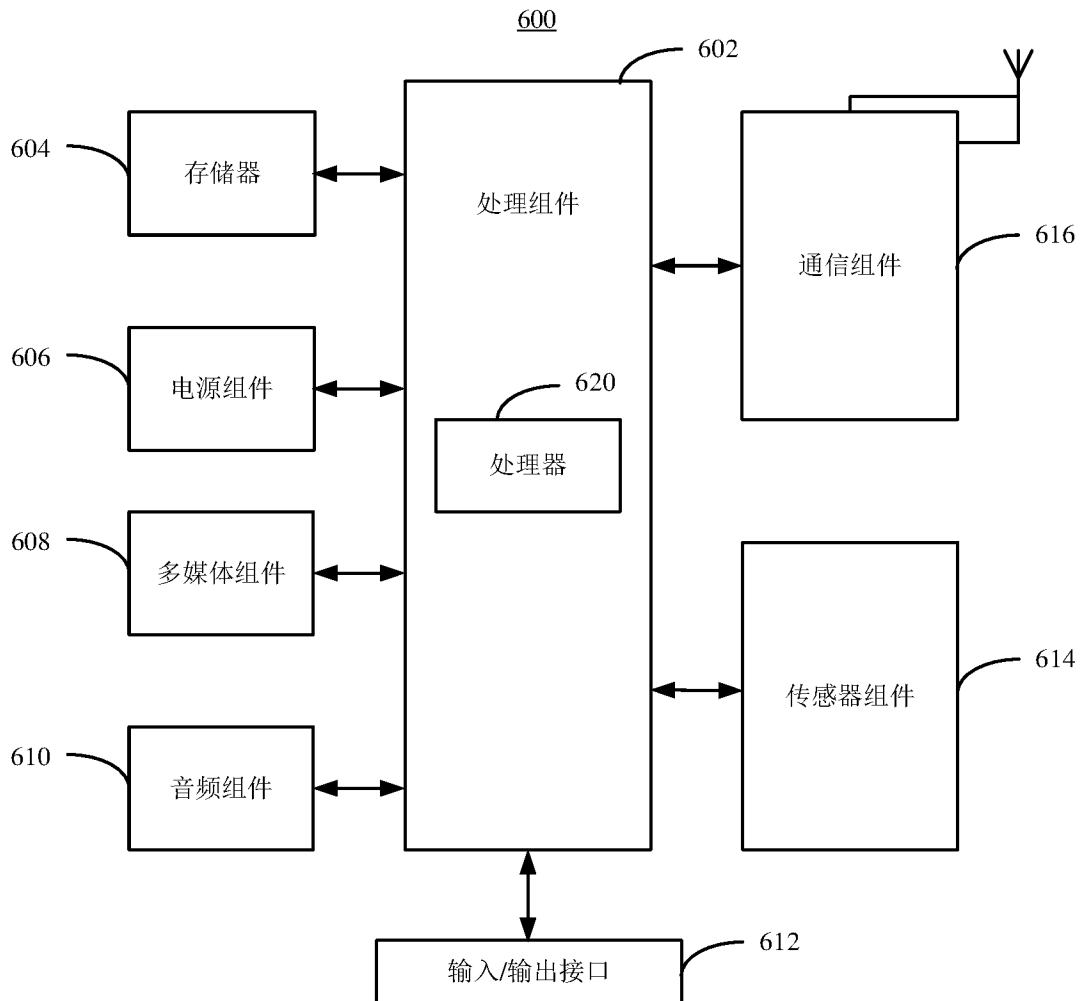 600
602
604
存储器
处理组件
616
通信组件
606
电源组件
620
处理器
608
多媒体组件
614
传感器组件
610
音频组件
612
输入/输出接口